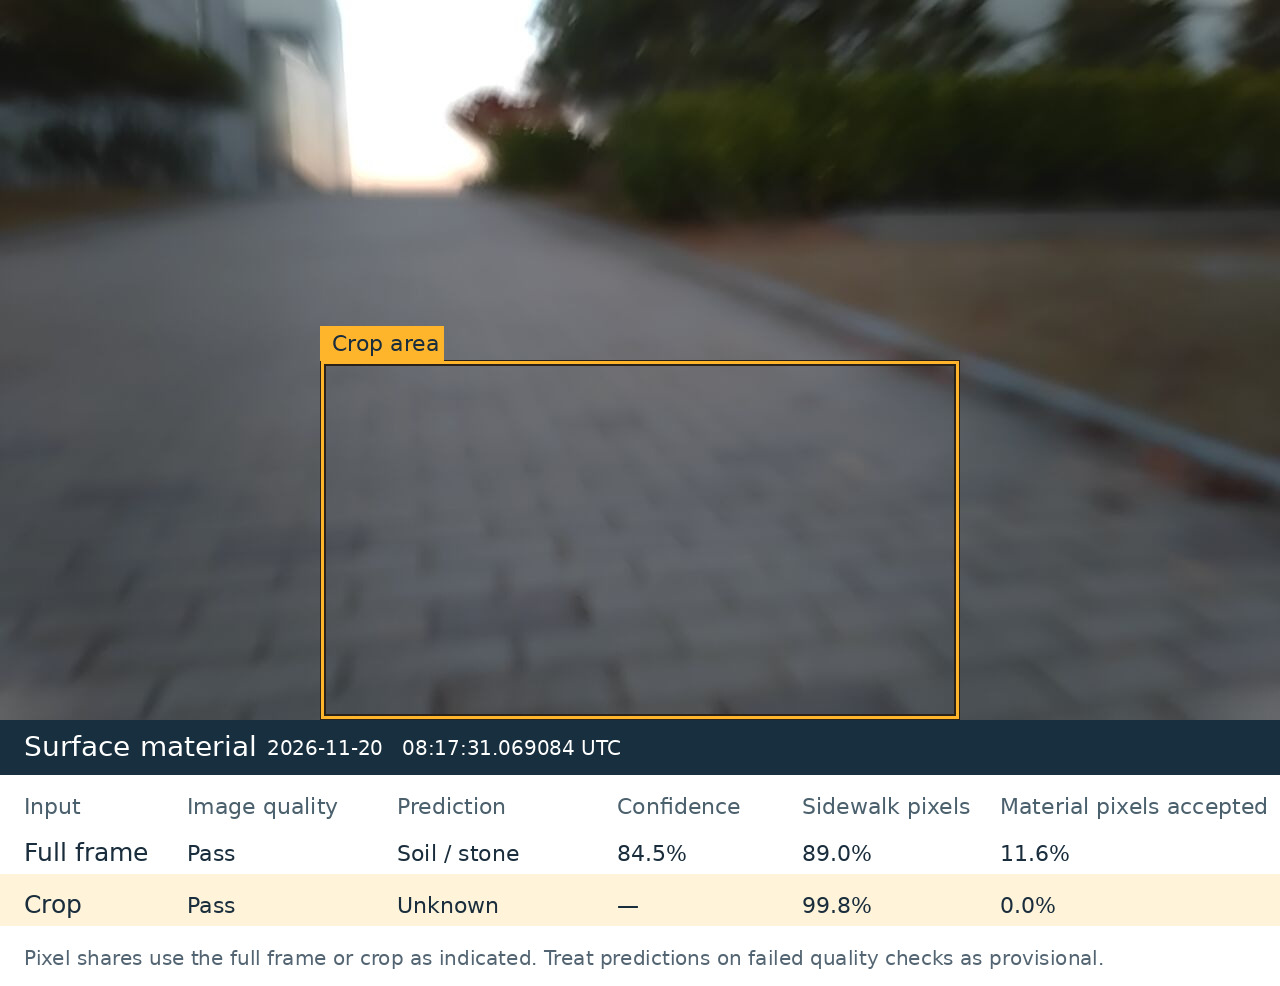 Crop area
Surface material 2026-11-20 08:17:31.069084 UTC
Input Image quality Prediction Confidence Sidewalk pixels Material pixels accepted
Full frame Pass Soil / stone 84.5% 89.0% 11.6%
Crop Pass Unknown — 99.8% 0.0%
Pixel shares use the full frame or crop as indicated. Treat predictions on failed quality checks as provisional.